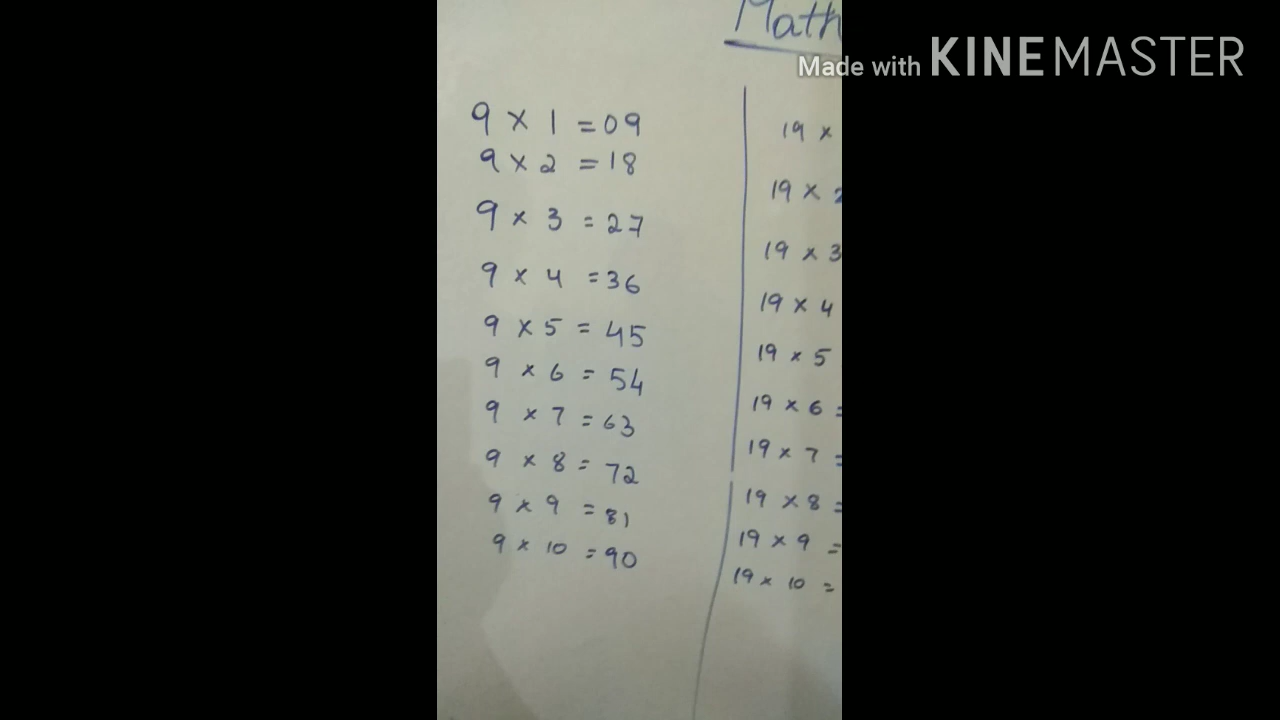 Math
Made with KINEMASTER
9 × 1 = 09
9 × 2 = 18
9 × 3 = 27
9 × 4 = 36
9 × 5 = 45
9 × 6 = 54
9 × 7 = 63
9 × 8 = 72
9 × 9 = 81
9 × 10 = 90
19 ×
19 × 2
19 × 3
19 × 4
19 × 5
19 × 6 =
19 × 7 =
19 × 8 =
19 × 9 =
19 × 10 =